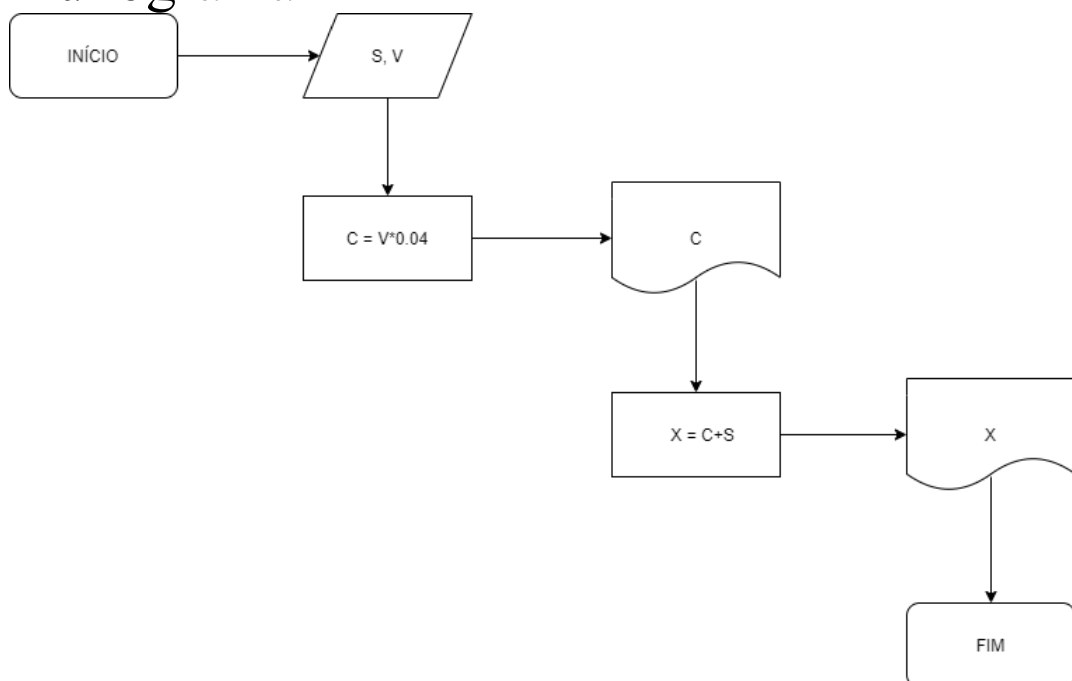 INÍCIO
S, V
C = V*0.04
C
X = C+S
X
FIM